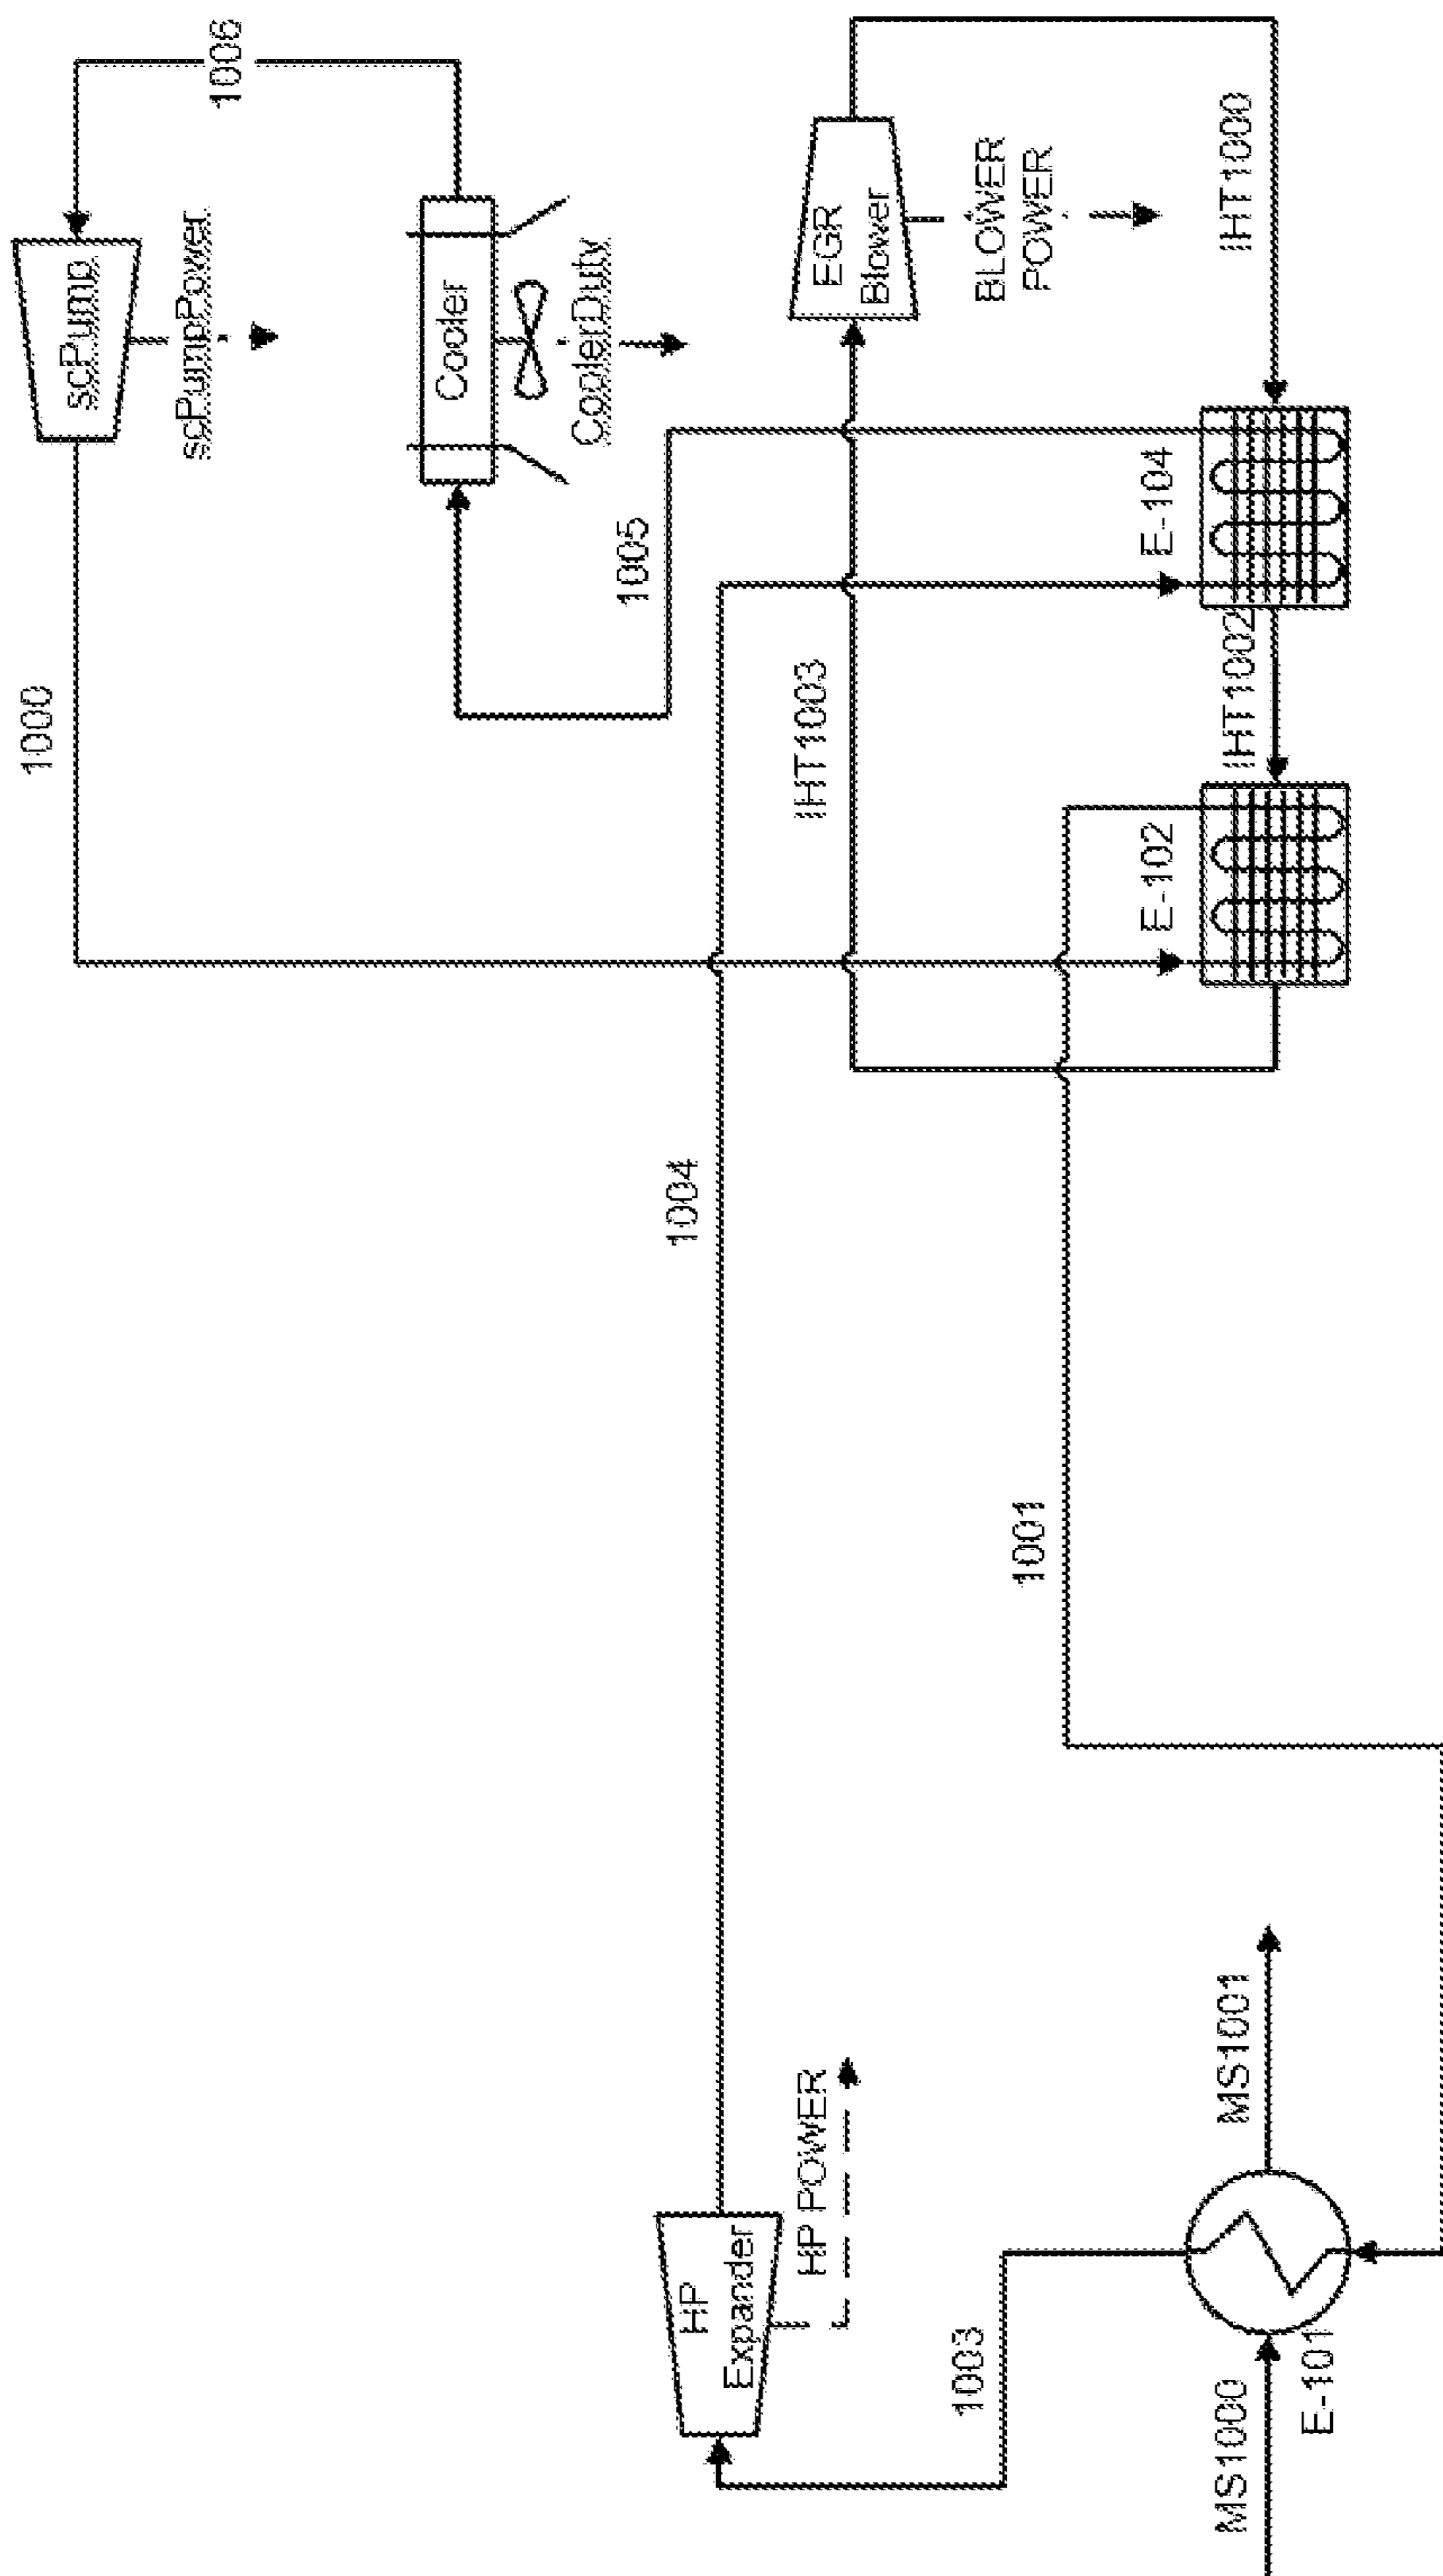 1006
scPump
scPumpPower
Cooler
CoolerDuty
EGR
Blower
BLOWER
POWER
IHT1000
1000
1005
E-104
IHT1003
IHT1002
E-102
1004
1001
HP
Expander
HP POWER
1003
MS1001
MS1000
E-101